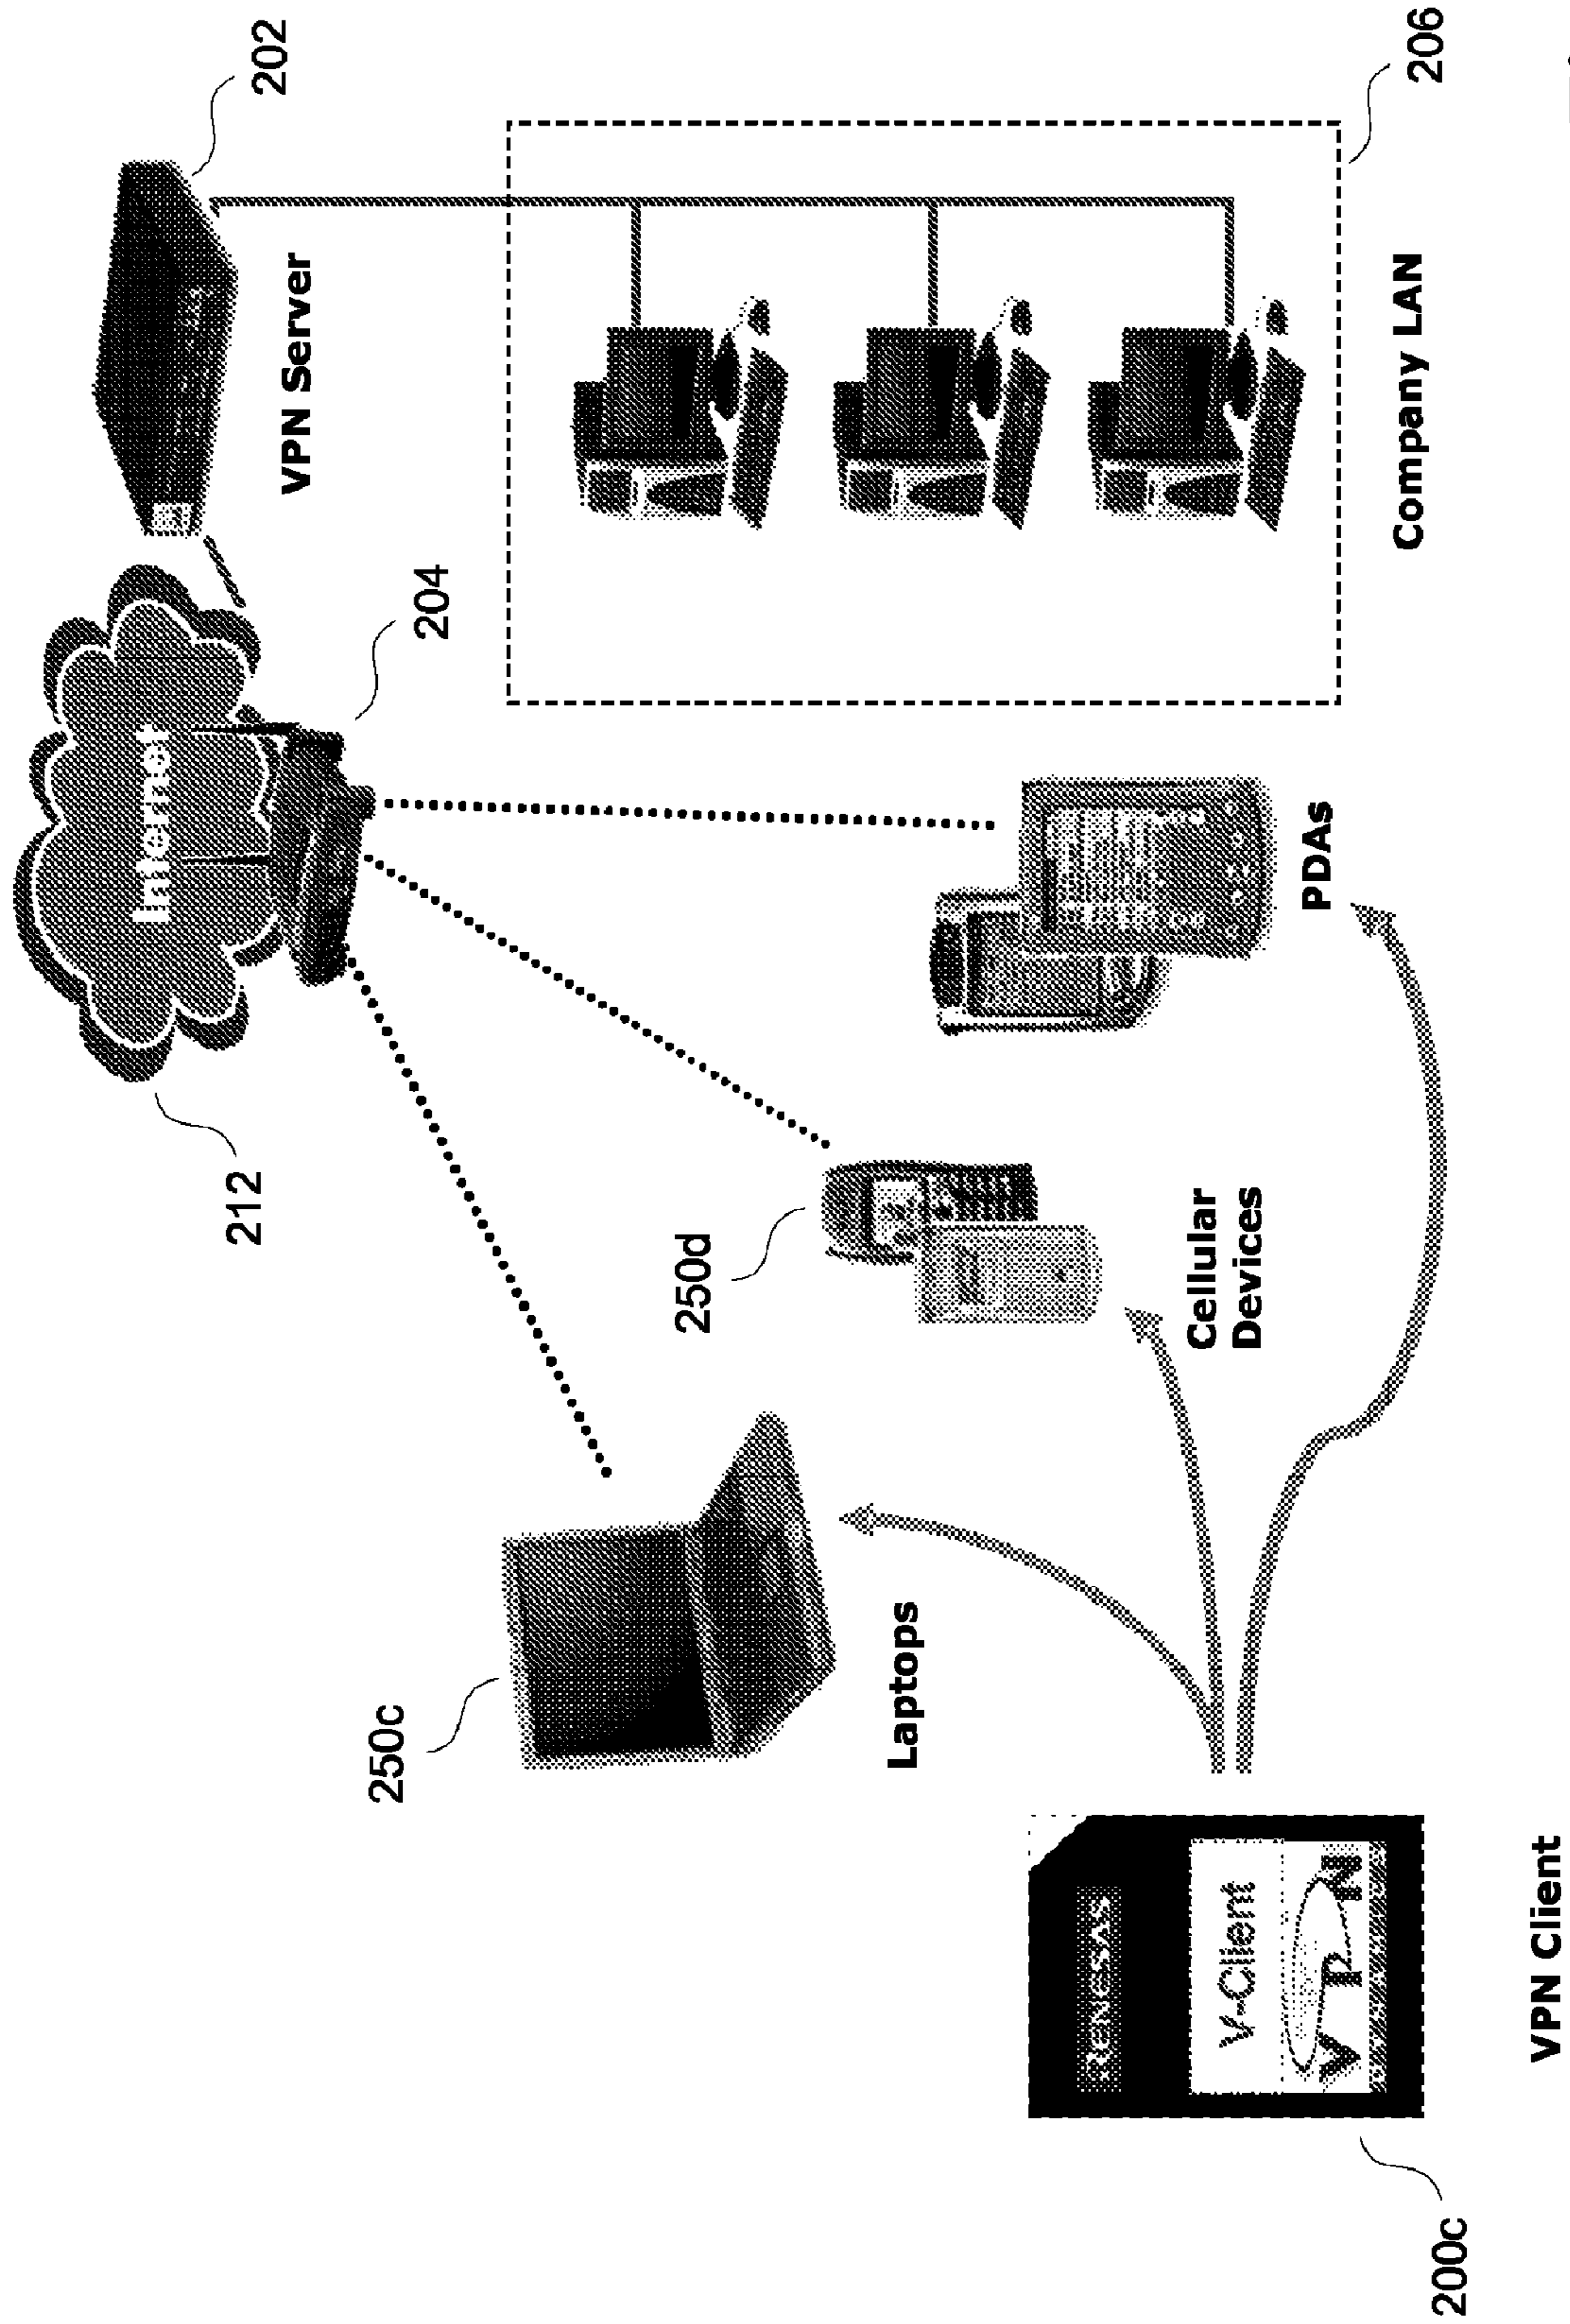 212
Internet
204
202
VPN Server
250c
250d
Laptops
Cellular
Devices
PDAs
Company LAN
206
RENESAS
V-Client
VPN
200c
VPN Client